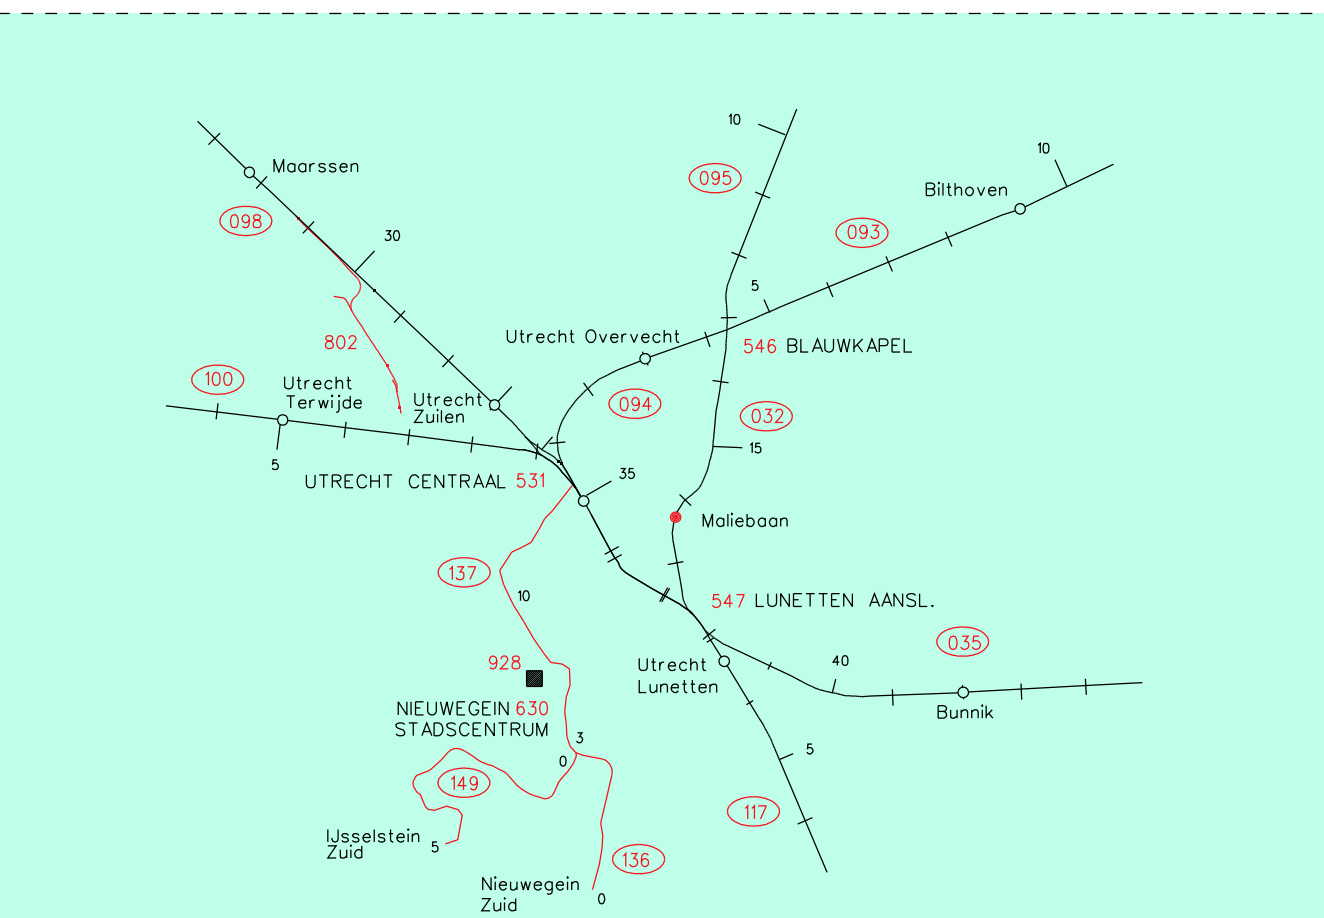 10
10
Maarssen
095
Bilthoven
098
093
30
5
Utrecht Overvecht
802
546 BLAUWKAPEL
100
Utrecht
Terwijde
Utrecht
Zuilen
094
032
15
5
UTRECHT CENTRAAL 531
35
Maliebaan
137
10
547 LUNETTEN AANSL.
035
928
Utrecht
Lunetten
40
NIEUWEGEIN 630
STADSCENTRUM
Bunnik
3
0
5
149
117
IJsselstein
Zuid
5
136
Nieuwegein
Zuid
0